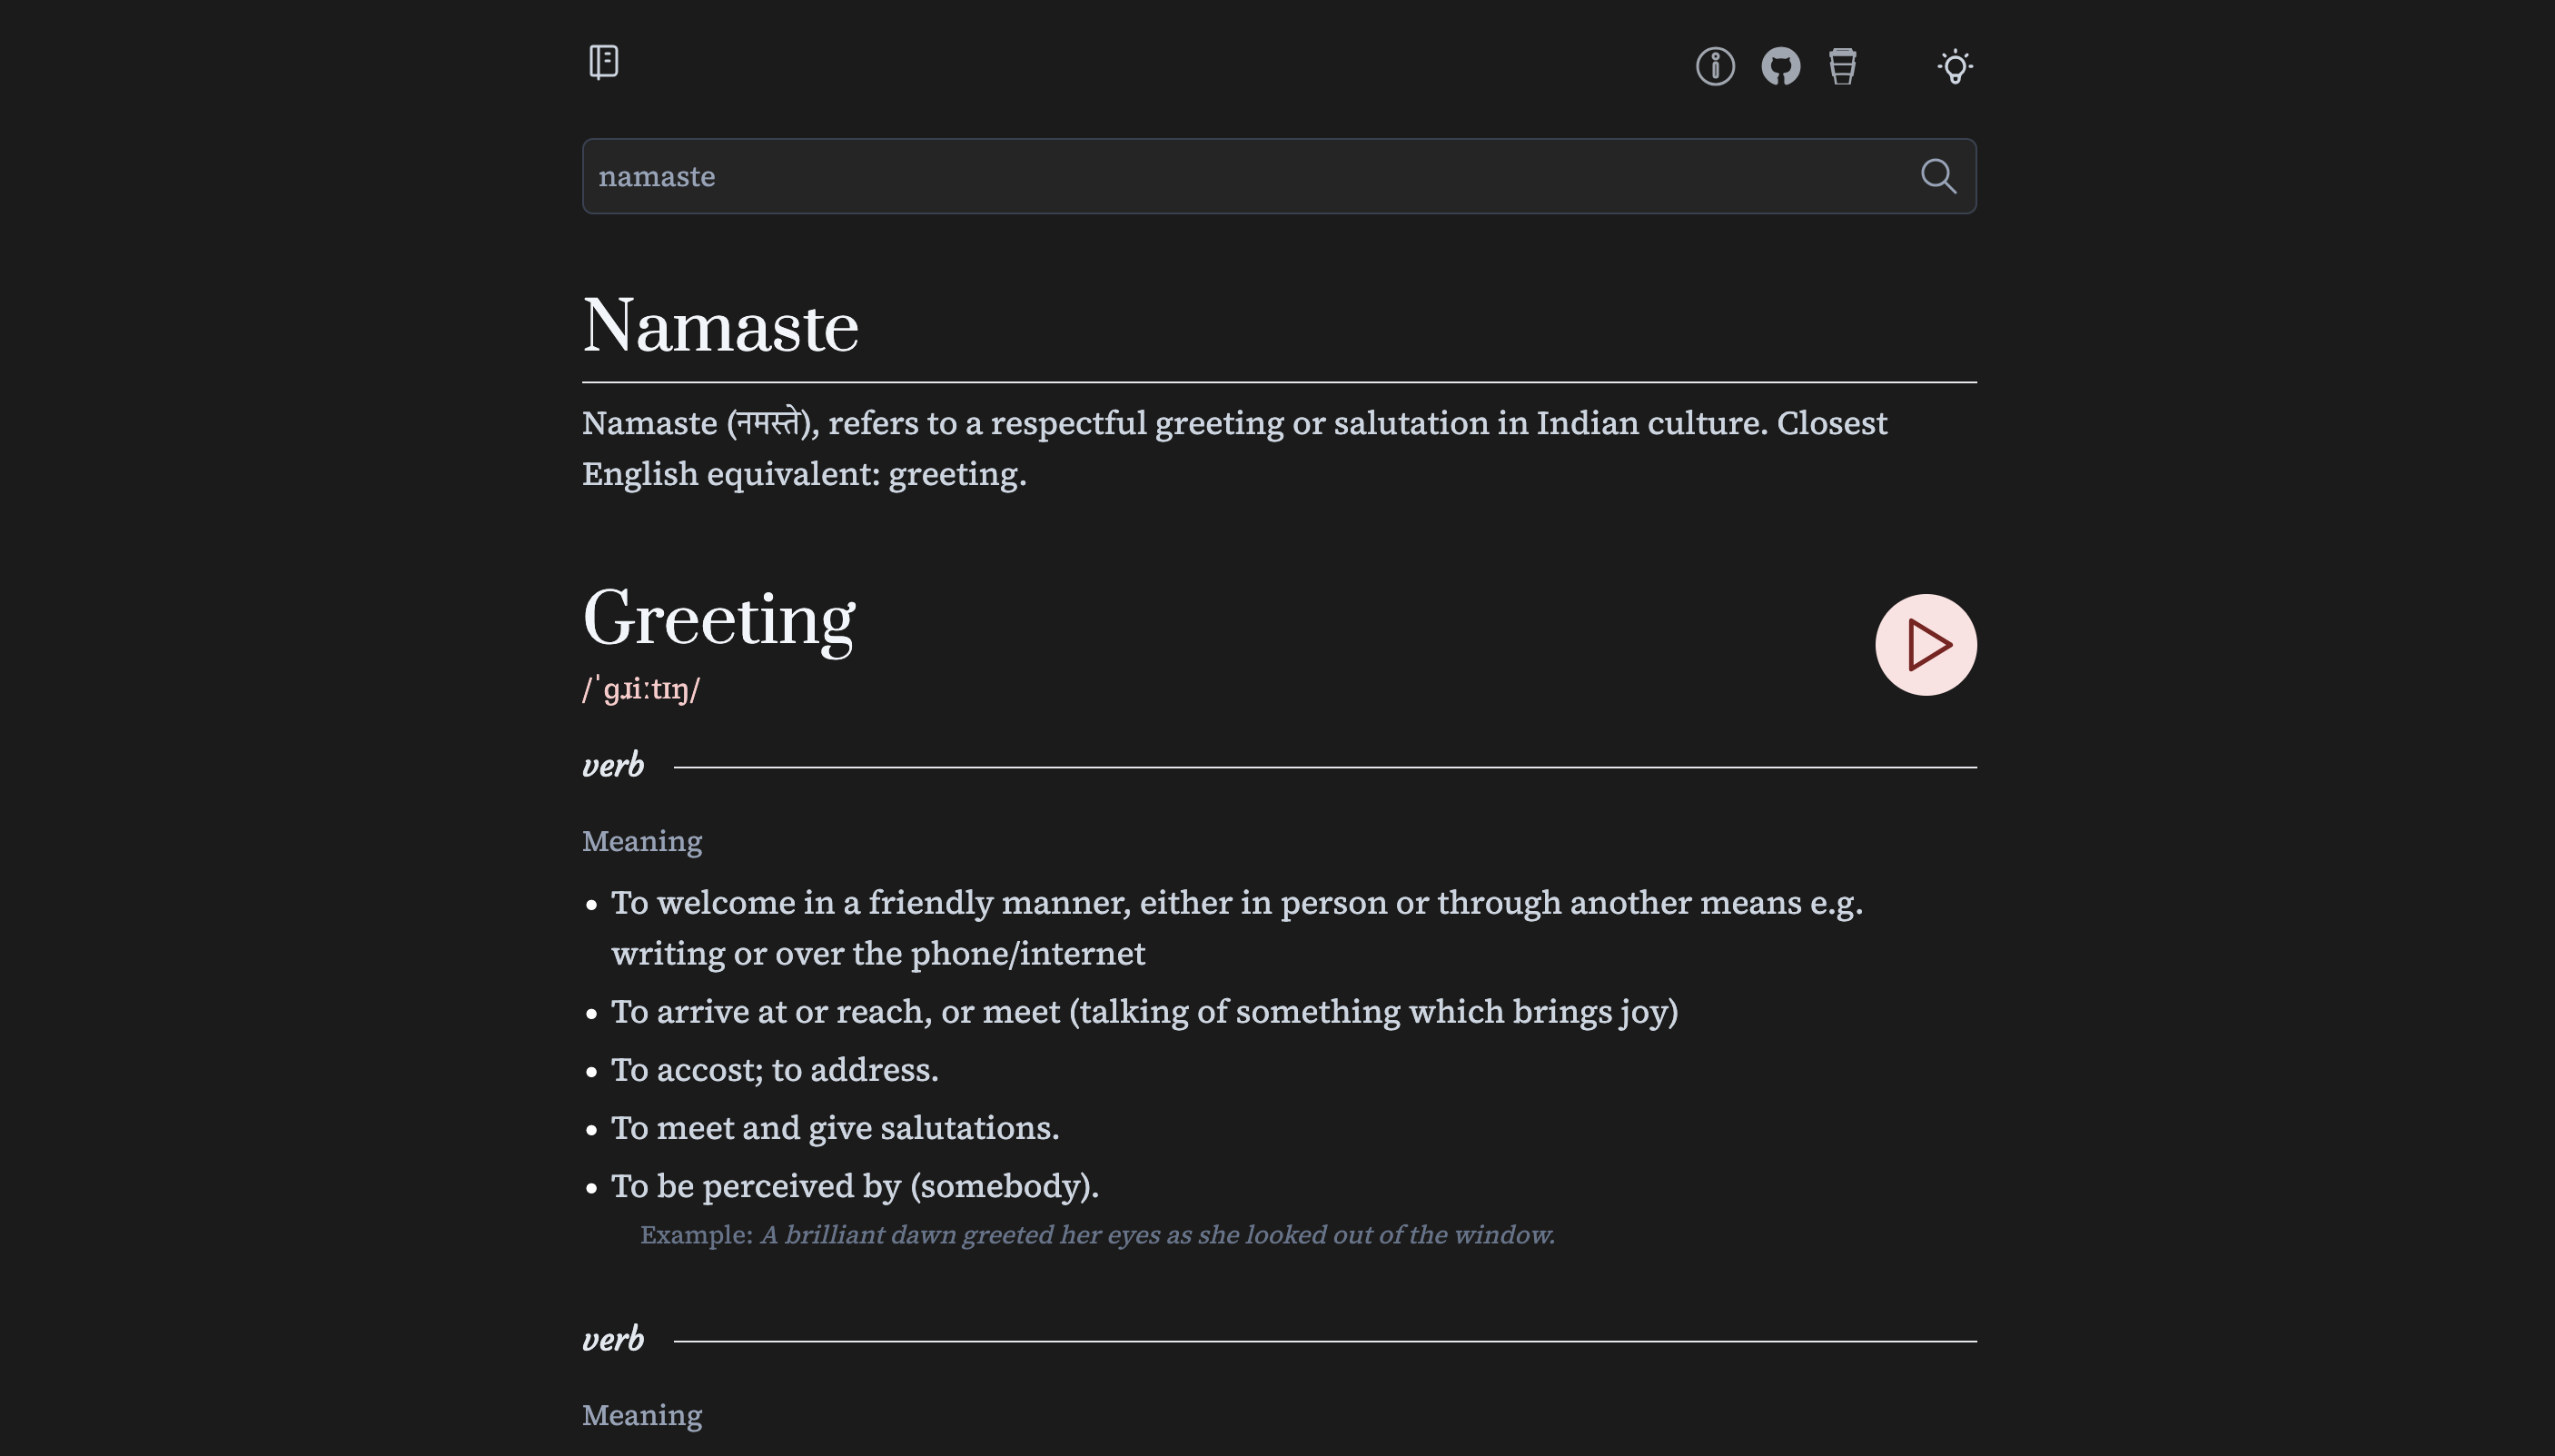 namaste
Namaste
Namaste (नमस्ते), refers to a respectful greeting or salutation in Indian culture. Closest
English equivalent: greeting.
Greeting
/ˈɡɹiːtɪŋ/
verb
Meaning
• To welcome in a friendly manner, either in person or through another means e.g.
writing or over the phone/internet
• To arrive at or reach, or meet (talking of something which brings joy)
• To accost; to address.
• To meet and give salutations.
• To be perceived by (somebody).
Example: A brilliant dawn greeted her eyes as she looked out of the window.
verb
Meaning